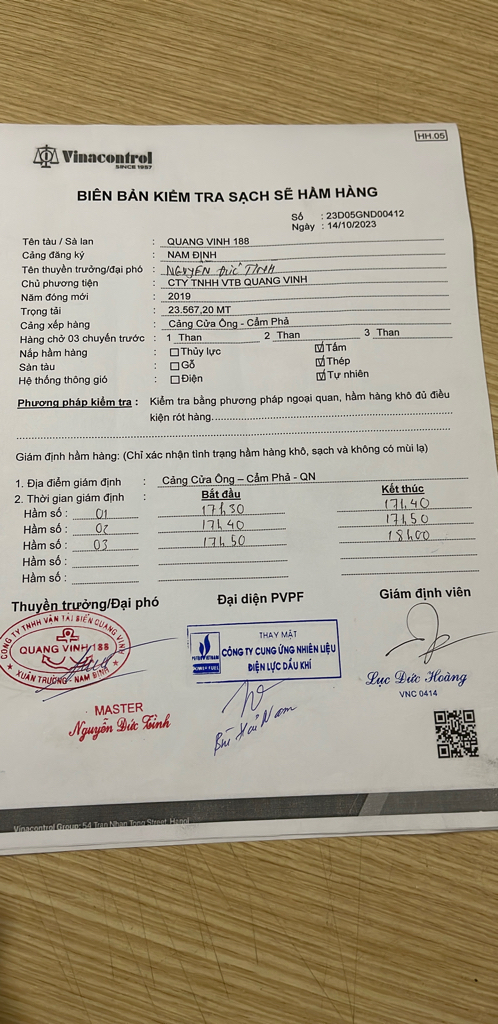 HH.05
Vinacontrol
SINCE 1957
BIÊN BẢN KIỂM TRA SẠCH SẼ HẦM HÀNG
Số : 23D05GND00412
Ngày : 14/10/2023
Tên tàu / Sà lan : QUANG VINH 188
Cảng đăng ký : NAM ĐỊNH
Tên thuyền trưởng/đại phó : NGUYỄN ĐỨC TĨNH
Chủ phương tiện : CTY TNHH VTB QUANG VINH
Năm đóng mới : 2019
Trọng tải : 23.567,20 MT
Cảng xếp hàng : Cảng Cửa Ông - Cẩm Phả
Hàng chở 03 chuyến trước : 1 Than 2 Than 3 Than
Nắp hầm hàng : ☐ Thủy lực ☑ Tấm
Sàn tàu : ☐ Gỗ ☑ Thép
Hệ thống thông gió : ☐ Điện ☑ Tự nhiên
Phương pháp kiểm tra : Kiểm tra bằng phương pháp ngoại quan, hầm hàng khô đủ điều
kiện rót hàng
Giám định hầm hàng: (Chỉ xác nhận tình trạng hầm hàng khô, sạch và không có mùi lạ)
1. Địa điểm giám định : Cảng Cửa Ông – Cẩm Phả - QN
2. Thời gian giám định : Bắt đầu Kết thúc
Hầm số : 01 17h30 17h40
Hầm số : 02 17h40 17h50
Hầm số : 03 17h50 18h00
Hầm số :
Hầm số :
Thuyền trưởng/Đại phó Đại diện PVPF Giám định viên
CÔNG TY TNHH VẬN TẢI BIỂN QUANG VINH
QUANG VINH 188
XUÂN TRƯỜNG - NAM ĐỊNH
MASTER
Nguyễn Đức Tĩnh
PETROVIETNAM
POWER FUEL
THAY MẶT
CÔNG TY CUNG ỨNG NHIÊN LIỆU
ĐIỆN LỰC DẦU KHÍ
Bùi Hải Nam
Lục Đức Hoàng
VNC 0414
Vinacontrol Group: 54 Tran Nhan Tong Street, Hanoi